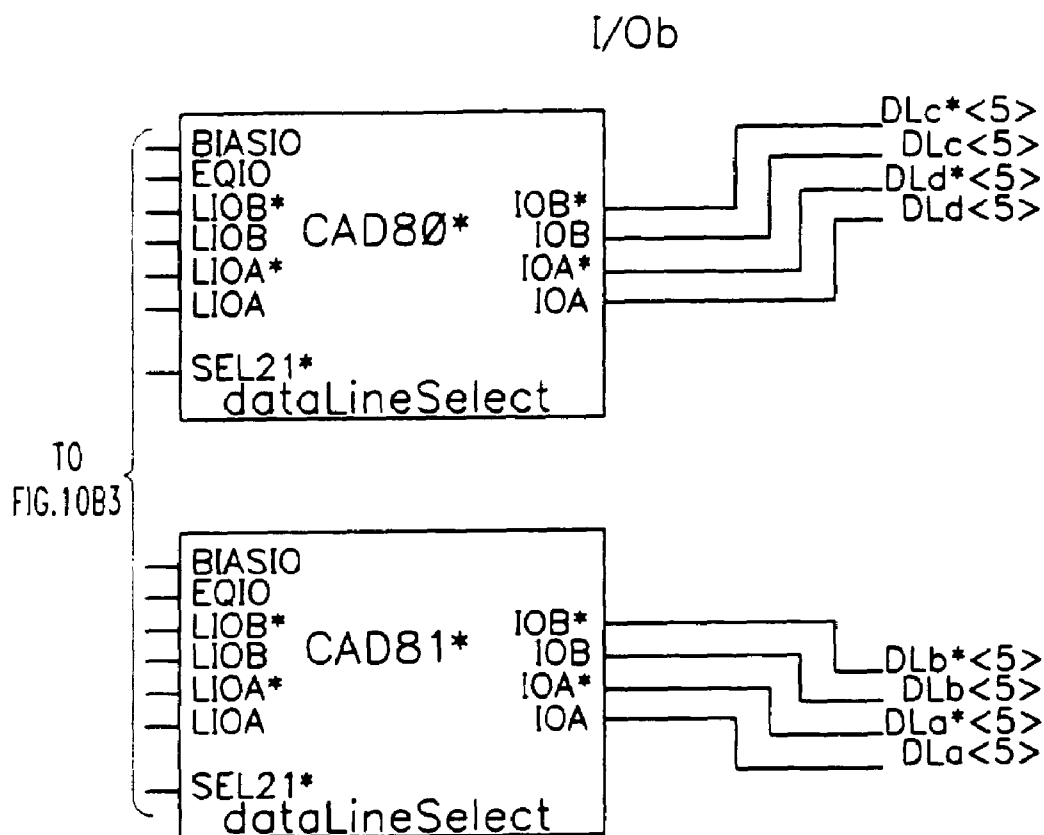 I/Ob
BIASIO
EQIO
LIOB*
LIOB
LIOA*
LIOA
SEL21*
CAD80*
dataLineSelect
IOB*
IOB
IOA*
IOA
DLc*<5>
DLc<5>
DLd*<5>
DLd<5>
TO
FIG.10B3
BIASIO
EQIO
LIOB*
LIOB
LIOA*
LIOA
SEL21*
CAD81*
dataLineSelect
IOB*
IOB
IOA*
IOA
DLb*<5>
DLb<5>
DLa*<5>
DLa<5>